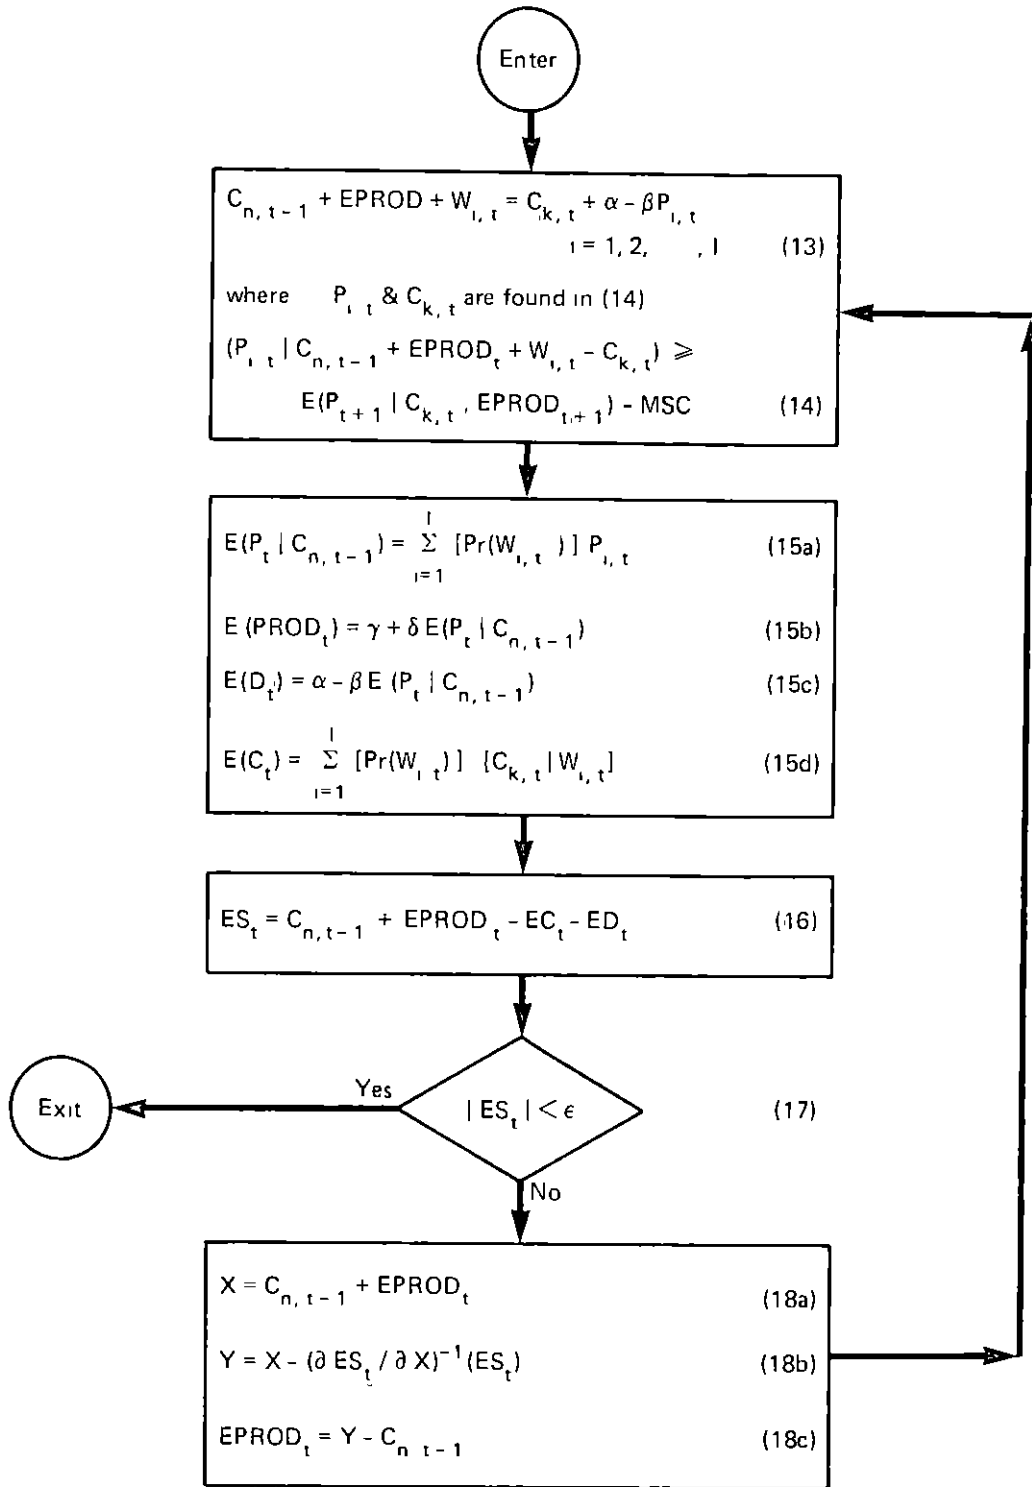 Enter
C_{n, t-1} + EPROD + W_{ı, t} = C_{k, t} + α - βP_{ı, t}
ı = 1, 2,     , I     (13)
where     P_{ı t} & C_{k, t} are found ın (14)
(P_{ı t} | C_{n, t-1} + EPROD_t + W_{ı, t} - C_{k, t}) ⩾
E(P_{t+1} | C_{k, t}, EPROD_{t+1}) - MSC     (14)
E(P_t | C_{n, t-1}) = Σ_{ı=1}^{I} [Pr(W_{ı, t})] P_{ı, t}     (15a)
E (PROD_t) = γ + δ E(P_t | C_{n, t-1})     (15b)
E(D_t) = α - β E (P_t | C_{n, t-1})     (15c)
E(C_t) = Σ_{ı=1}^{I} [Pr(W_{ı t})] [C_{k, t} | W_{ı, t}]     (15d)
ES_t = C_{n, t-1} + EPROD_t - EC_t - ED_t     (16)
Yes
Exit
| ES_t | < ϵ     (17)
No
X = C_{n, t-1} + EPROD_t     (18a)
Y = X - (∂ ES_t / ∂ X)^{-1} (ES_t)     (18b)
EPROD_t = Y - C_{n t-1}     (18c)